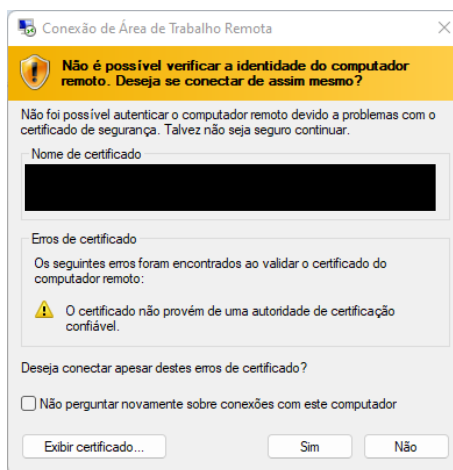 Conexão de Área de Trabalho Remota
Não é possível verificar a identidade do computador
remoto. Deseja se conectar de assim mesmo?
Não foi possível autenticar o computador remoto devido a problemas com o
certificado de segurança. Talvez não seja seguro continuar.
Nome de certificado
Erros de certificado
Os seguintes erros foram encontrados ao validar o certificado do
computador remoto:
O certificado não provém de uma autoridade de certificação
confiável.
Deseja conectar apesar destes erros de certificado?
Não perguntar novamente sobre conexões com este computador
Exibir certificado...
Sim
Não